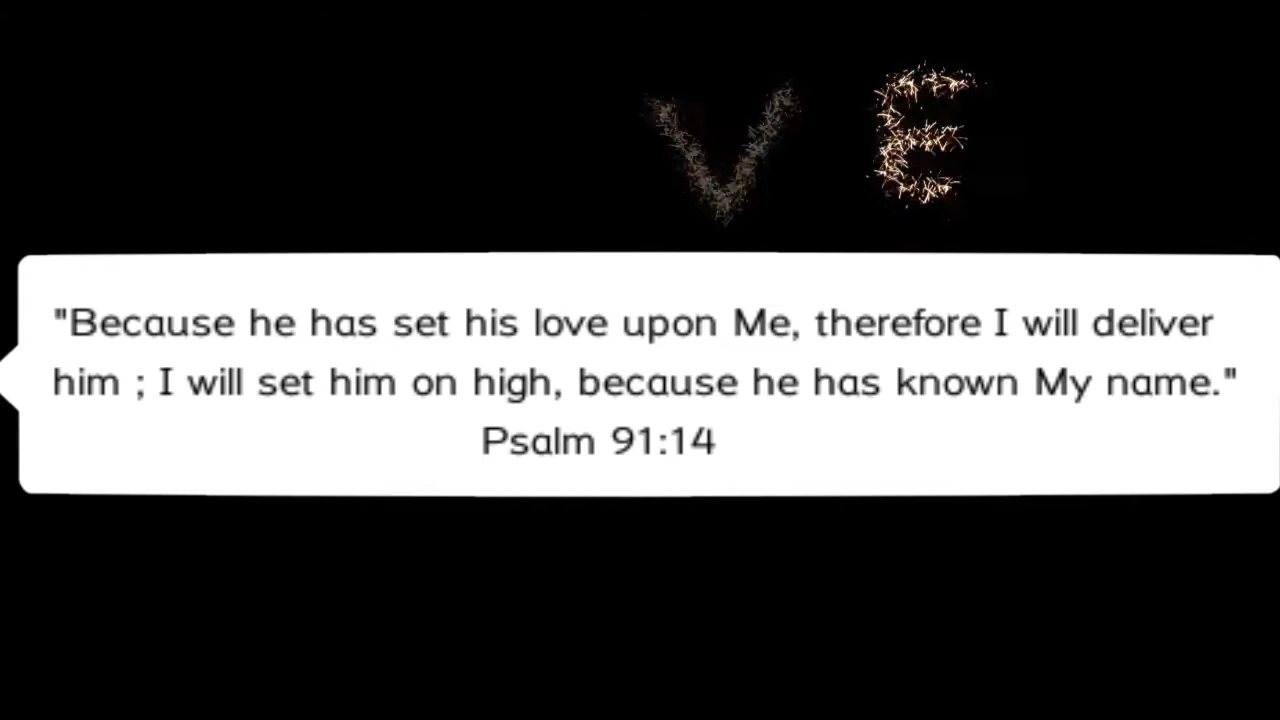 V E
"Because he has set his love upon Me, therefore I will deliver
him ; I will set him on high, because he has known My name."
Psalm 91:14